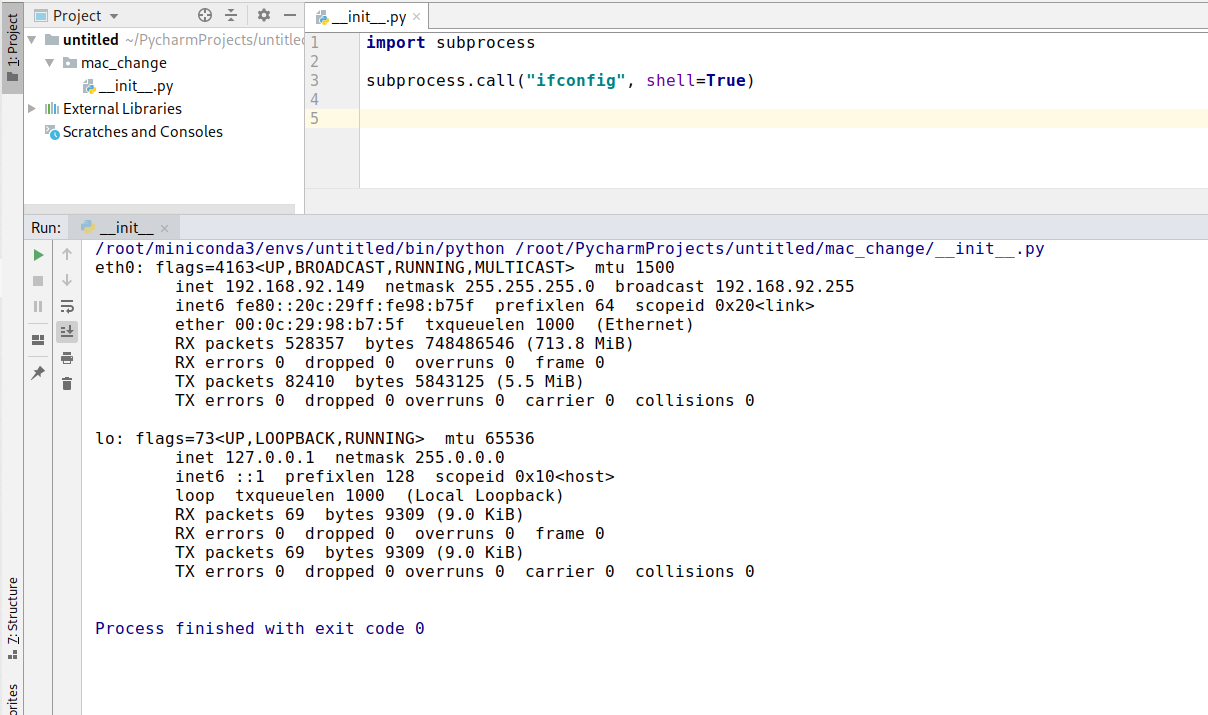 1: Project
Project
untitled ~/PycharmProjects/untitled
mac_change
__init__.py
External Libraries
Scratches and Consoles
__init__.py
1 import subprocess
2
3 subprocess.call("ifconfig", shell=True)
4
5
Run: __init__
/root/miniconda3/envs/untitled/bin/python /root/PycharmProjects/untitled/mac_change/__init__.py
eth0: flags=4163<UP,BROADCAST,RUNNING,MULTICAST>  mtu 1500
        inet 192.168.92.149  netmask 255.255.255.0  broadcast 192.168.92.255
        inet6 fe80::20c:29ff:fe98:b75f  prefixlen 64  scopeid 0x20<link>
        ether 00:0c:29:98:b7:5f  txqueuelen 1000  (Ethernet)
        RX packets 528357  bytes 748486546 (713.8 MiB)
        RX errors 0  dropped 0  overruns 0  frame 0
        TX packets 82410  bytes 5843125 (5.5 MiB)
        TX errors 0  dropped 0 overruns 0  carrier 0  collisions 0
lo: flags=73<UP,LOOPBACK,RUNNING>  mtu 65536
        inet 127.0.0.1  netmask 255.0.0.0
        inet6 ::1  prefixlen 128  scopeid 0x10<host>
        loop  txqueuelen 1000  (Local Loopback)
        RX packets 69  bytes 9309 (9.0 KiB)
        RX errors 0  dropped 0  overruns 0  frame 0
        TX packets 69  bytes 9309 (9.0 KiB)
        TX errors 0  dropped 0 overruns 0  carrier 0  collisions 0
Process finished with exit code 0
7: Structure